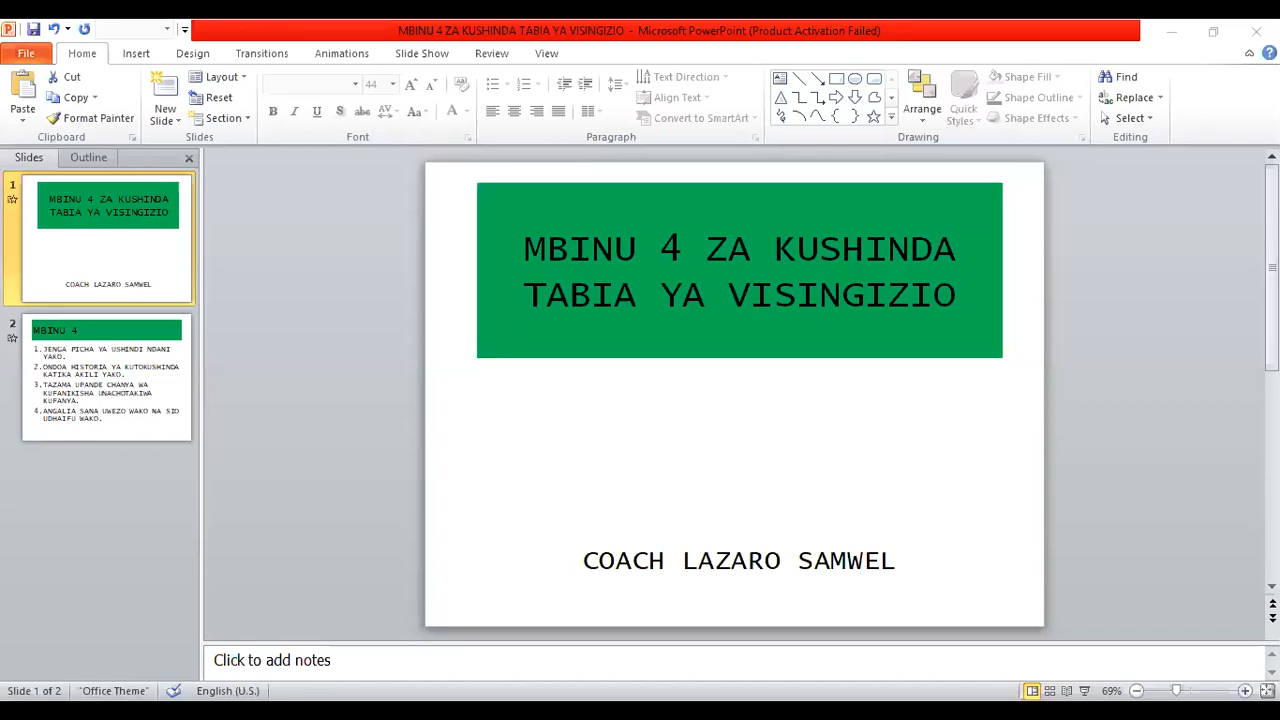 MBINU 4 ZA KUSHINDA TABIA YA VISINGIZIO - Microsoft PowerPoint (Product Activation Failed)
File Home Insert Design Transitions Animations Slide Show Review View
Paste Cut Copy Format Painter Clipboard
New Slide Layout Reset Section Slides
44 Font
Text Direction Align Text Convert to SmartArt Paragraph
Arrange Quick Styles Shape Fill Shape Outline Shape Effects Drawing
Find Replace Select Editing
Slides Outline
1
MBINU 4 ZA KUSHINDA
TABIA YA VISINGIZIO
COACH LAZARO SAMWEL
2
MBINU 4
1.JENGA PICHA YA USHINDI NDANI
YAKO.
2.ONDOA HISTORIA YA KUTOKUSHINDA
KATIKA AKILI YAKO.
3.TAZAMA UPANDE CHANYA WA
KUFANIKISHA UNACHOTAKIWA
KUFANYA.
4.ANGALIA SANA UWEZO WAKO NA SIO
UDHAIFU WAKO.
MBINU 4 ZA KUSHINDA
TABIA YA VISINGIZIO
COACH LAZARO SAMWEL
Click to add notes
Slide 1 of 2 "Office Theme" English (U.S.) 69%